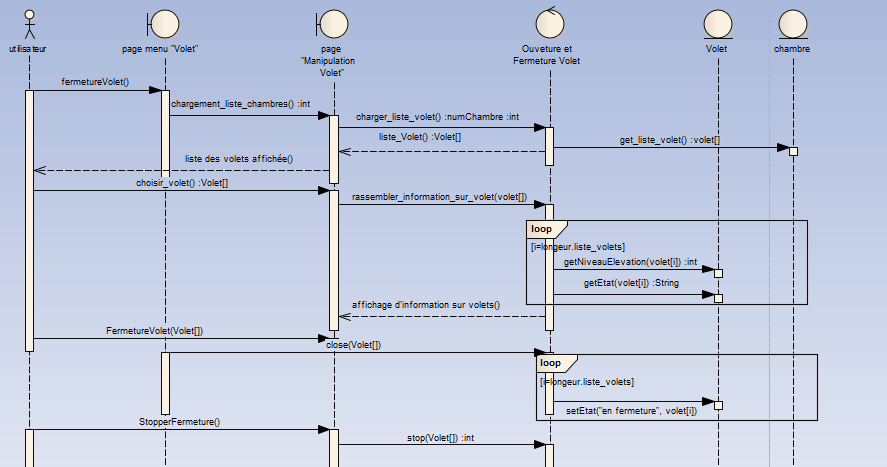 utilisateur
page menu "Volet"
page
"Manipulation
Volet"
Ouveture et
Fermeture Volet
Volet
chambre
fermetureVolet()
chargement_liste_chambres() :int
charger_liste_volet() :numChambre :int
liste_Volet() :Volet[]
get_liste_volet() :volet[]
liste des volets affichée()
choisir_volet() :Volet[]
rassembler_information_sur_volet(volet[])
loop
[i=longeur.liste_volets]
getNiveauElevation(volet[i]) :int
getEtat(volet[i]) :String
affichage d'information sur volets()
FermetureVolet(Volet[])
close(Volet[])
loop
[i=longeur.liste_volets]
setEtat("en fermeture", volet[i])
StopperFermeture()
stop(Volet[]) :int